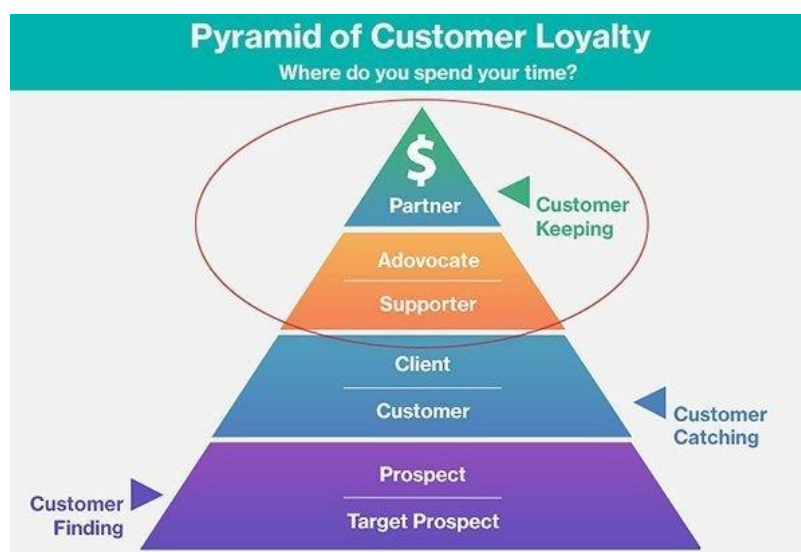 Pyramid of Customer Loyalty
Where do you spend your time?
$
Partner
Customer
Keeping
Adovocate
Supporter
Client
Customer
Customer
Catching
Prospect
Target Prospect
Customer
Finding